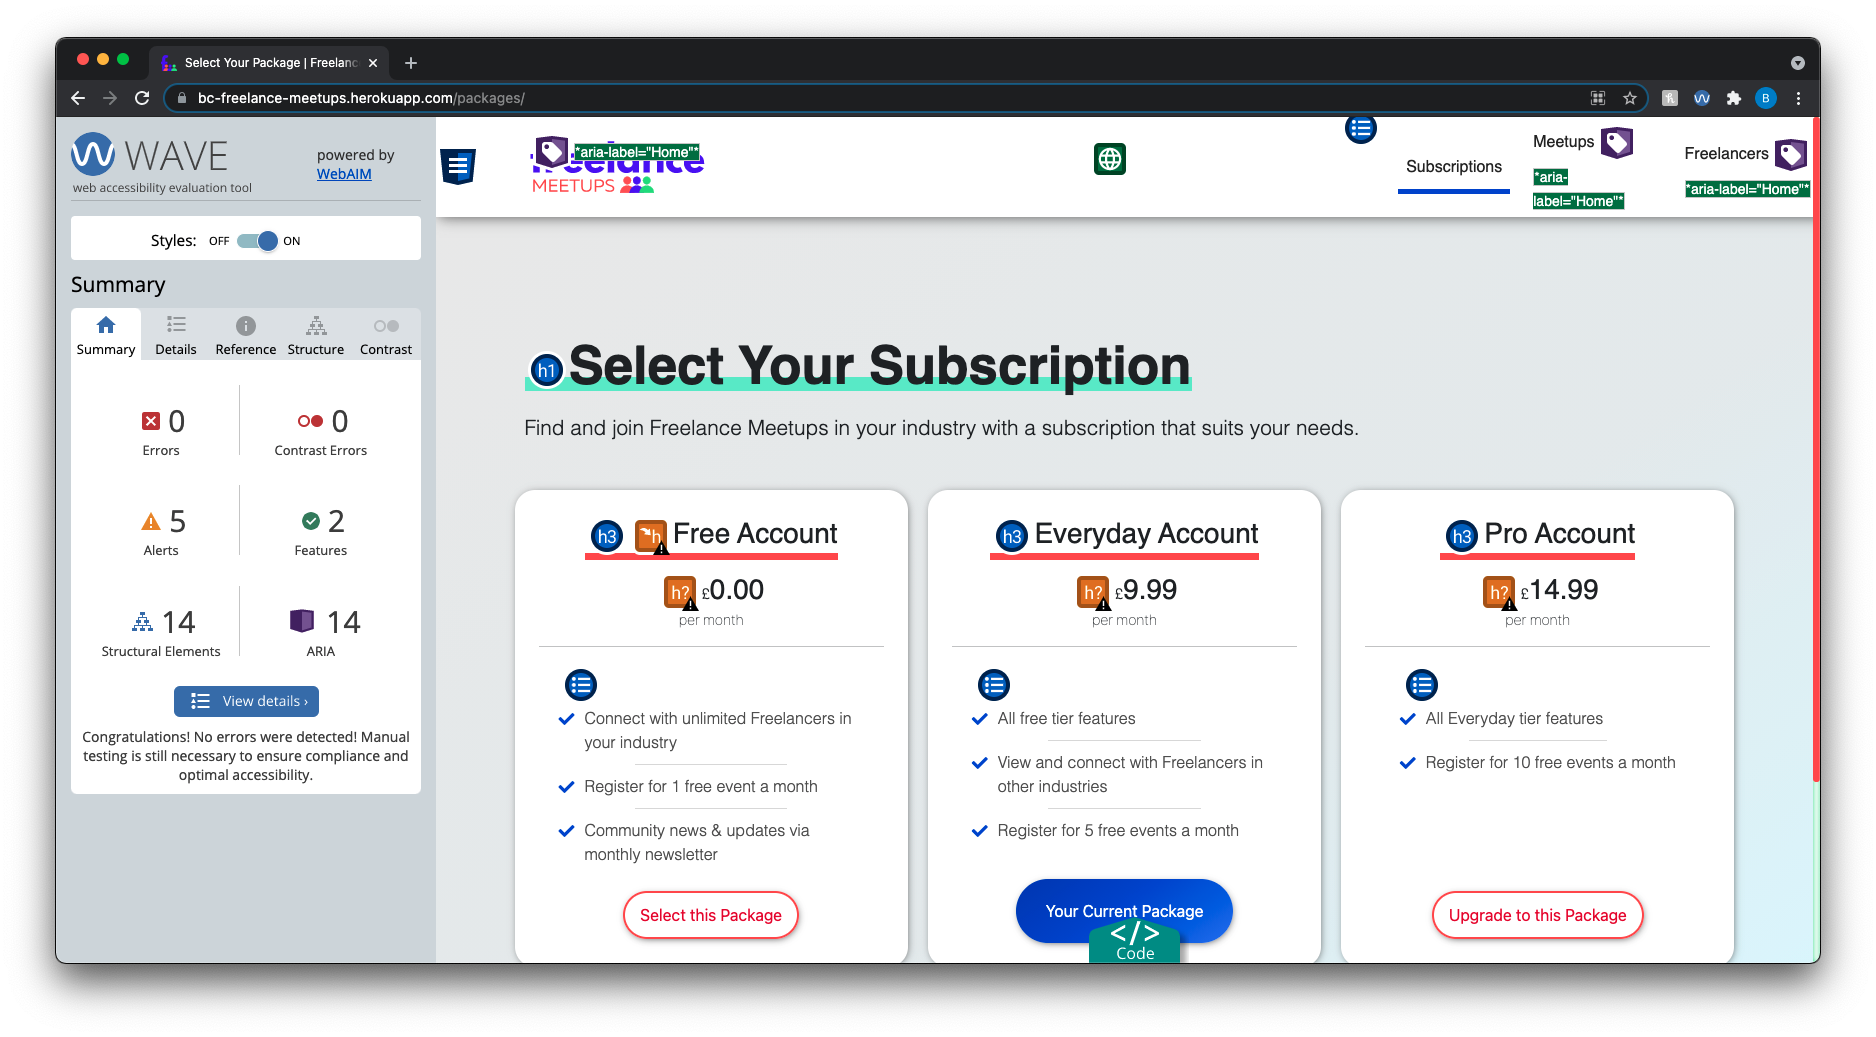 Select Your Package | Freelanc
bc-freelance-meetups.herokuapp.com/packages/
B
WAVE
web accessibility evaluation tool
powered by
WebAIM
Styles: OFF ON
Summary
Summary Details Reference Structure Contrast
0
Errors
0
Contrast Errors
5
Alerts
2
Features
14
Structural Elements
14
ARIA
View details ›
Congratulations! No errors were detected! Manual
testing is still necessary to ensure compliance and
optimal accessibility.
*aria-label="Home"*
freelance
MEETUPS
Subscriptions
Meetups
*aria-
label="Home"*
Freelancers
*aria-label="Home"*
h1 Select Your Subscription
Find and join Freelance Meetups in your industry with a subscription that suits your needs.
h3 h Free Account
h? £0.00
per month
Connect with unlimited Freelancers in
your industry
Register for 1 free event a month
Community news & updates via
monthly newsletter
Select this Package
h3 Everyday Account
h? £9.99
per month
All free tier features
View and connect with Freelancers in
other industries
Register for 5 free events a month
Your Current Package
</>
Code
h3 Pro Account
h? £14.99
per month
All Everyday tier features
Register for 10 free events a month
Upgrade to this Package